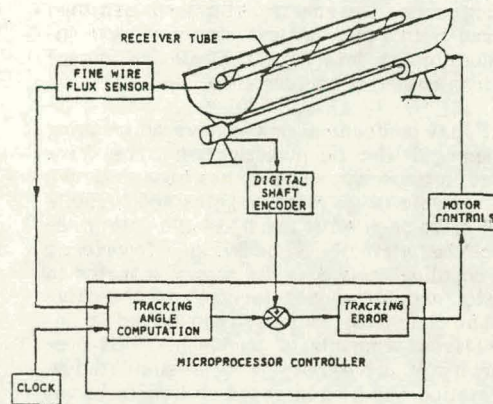 RECEIVER TUBE
FINE WIRE
FLUX SENSOR
DIGITAL
SHAFT
ENCODER
MOTOR
CONTROLS
TRACKING
ANGLE
COMPUTATION
TRACKING
ERROR
MICROPROCESSOR CONTROLLER
CLOCK